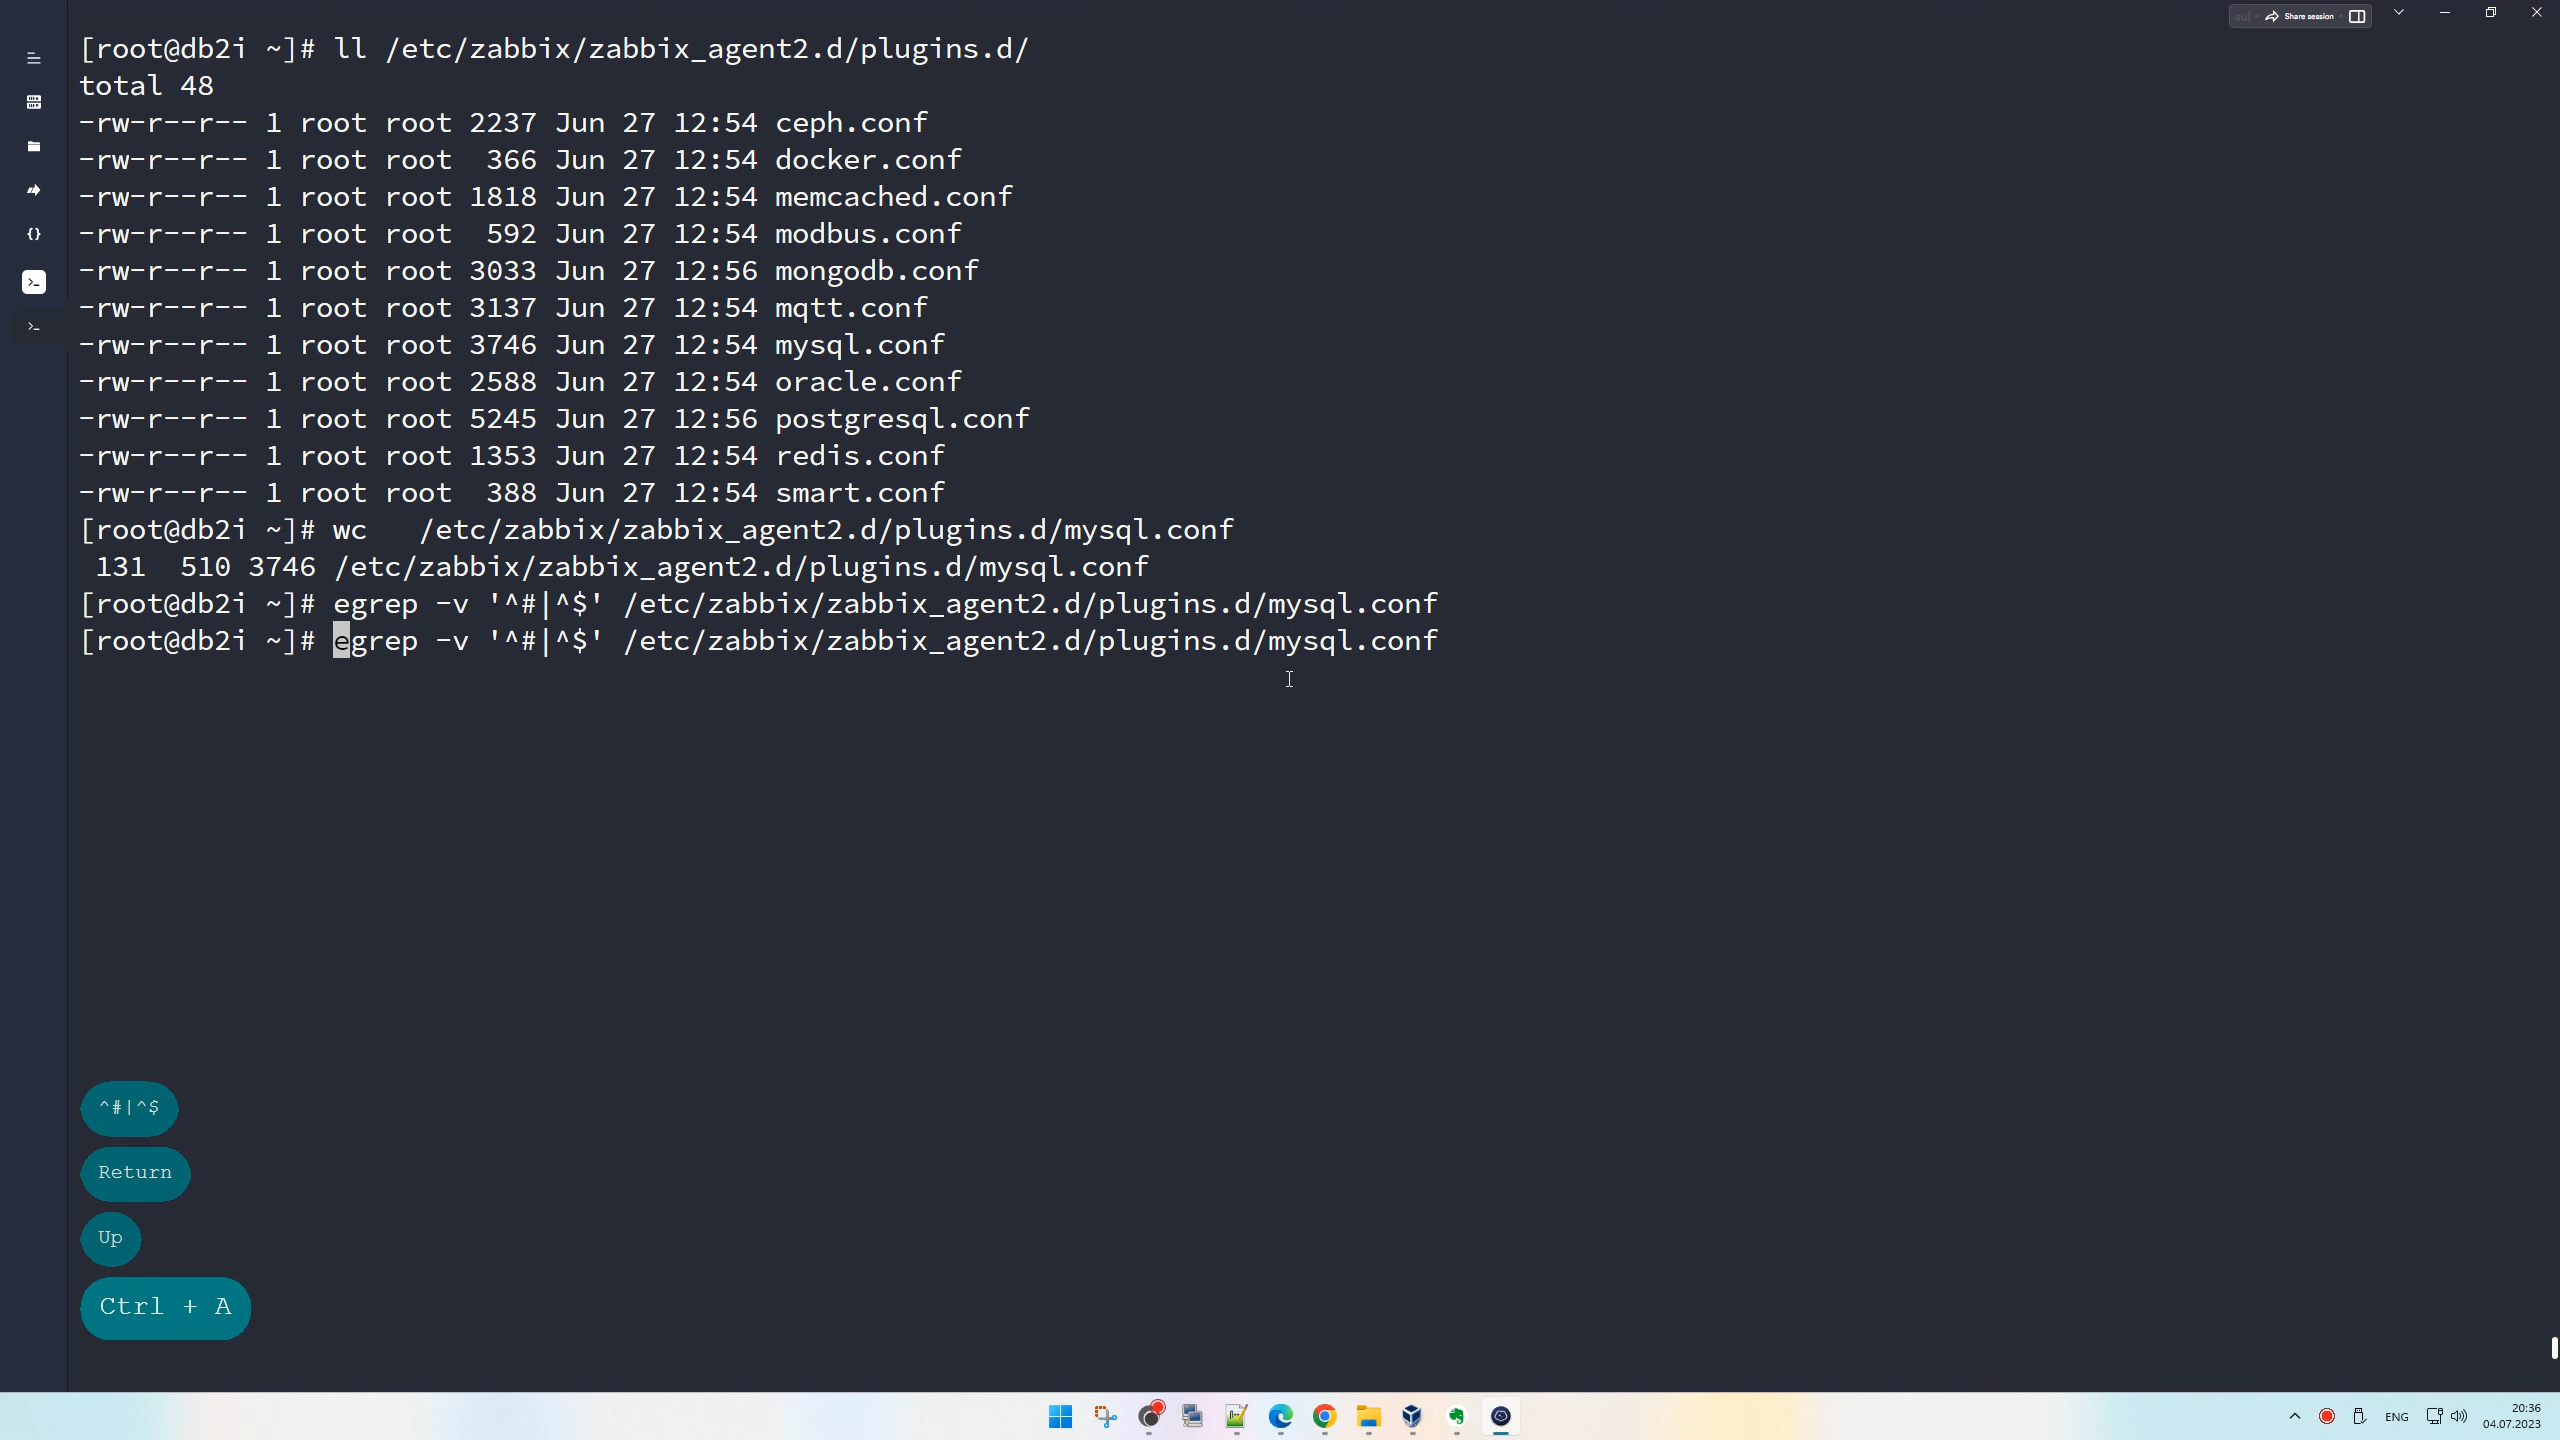 Share session
[root@db2i ~]# ll /etc/zabbix/zabbix_agent2.d/plugins.d/
total 48
-rw-r--r-- 1 root root 2237 Jun 27 12:54 ceph.conf
-rw-r--r-- 1 root root  366 Jun 27 12:54 docker.conf
-rw-r--r-- 1 root root 1818 Jun 27 12:54 memcached.conf
-rw-r--r-- 1 root root  592 Jun 27 12:54 modbus.conf
-rw-r--r-- 1 root root 3033 Jun 27 12:56 mongodb.conf
-rw-r--r-- 1 root root 3137 Jun 27 12:54 mqtt.conf
-rw-r--r-- 1 root root 3746 Jun 27 12:54 mysql.conf
-rw-r--r-- 1 root root 2588 Jun 27 12:54 oracle.conf
-rw-r--r-- 1 root root 5245 Jun 27 12:56 postgresql.conf
-rw-r--r-- 1 root root 1353 Jun 27 12:54 redis.conf
-rw-r--r-- 1 root root  388 Jun 27 12:54 smart.conf
[root@db2i ~]# wc   /etc/zabbix/zabbix_agent2.d/plugins.d/mysql.conf
 131  510 3746 /etc/zabbix/zabbix_agent2.d/plugins.d/mysql.conf
[root@db2i ~]# egrep -v '^#|^$' /etc/zabbix/zabbix_agent2.d/plugins.d/mysql.conf
[root@db2i ~]# egrep -v '^#|^$' /etc/zabbix/zabbix_agent2.d/plugins.d/mysql.conf
^#|^$
Return
Up
Ctrl + A
ENG
20:36
04.07.2023